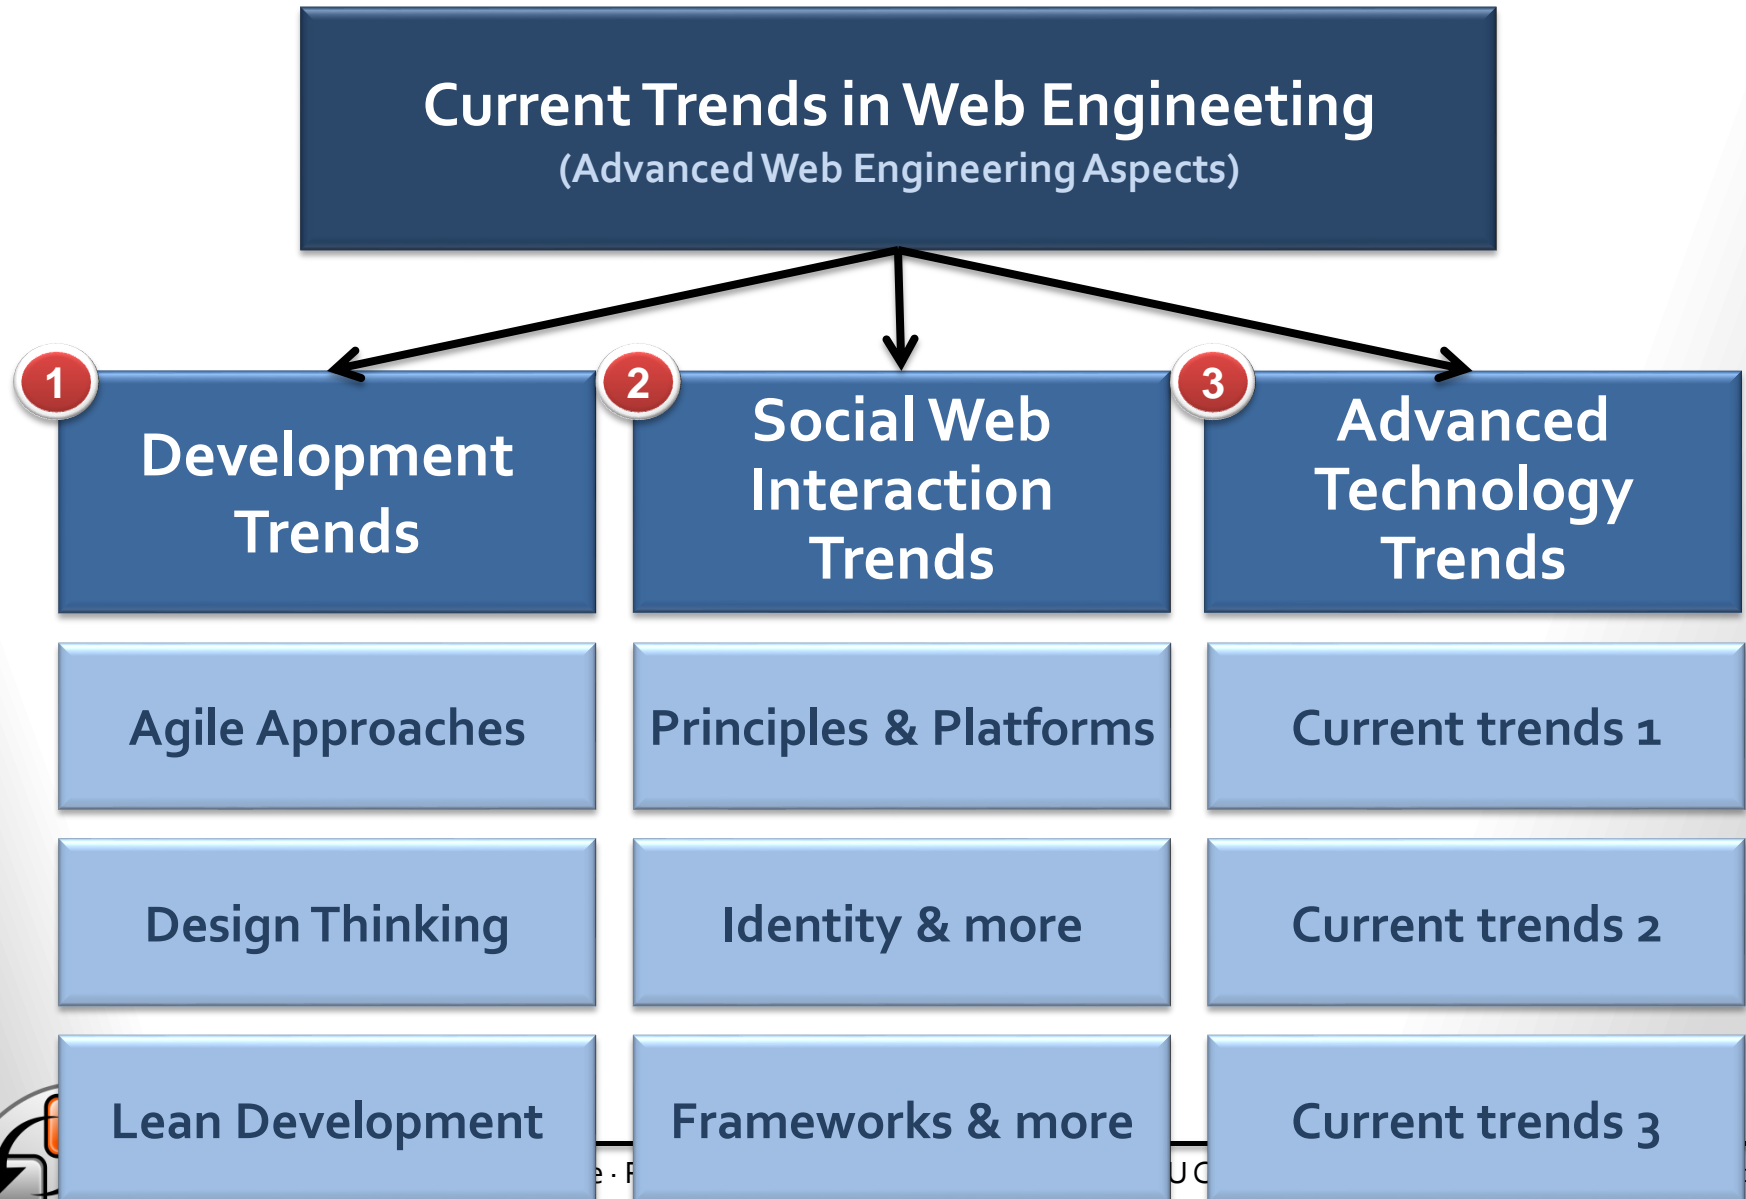 Current Trends in Web Engineeting
(Advanced Web Engineering Aspects)
1
Development
Trends
2
Social Web
Interaction
Trends
3
Advanced
Technology
Trends
Agile Approaches
Principles & Platforms
Current trends 1
Design Thinking
Identity & more
Current trends 2
Lean Development
Frameworks & more
Current trends 3